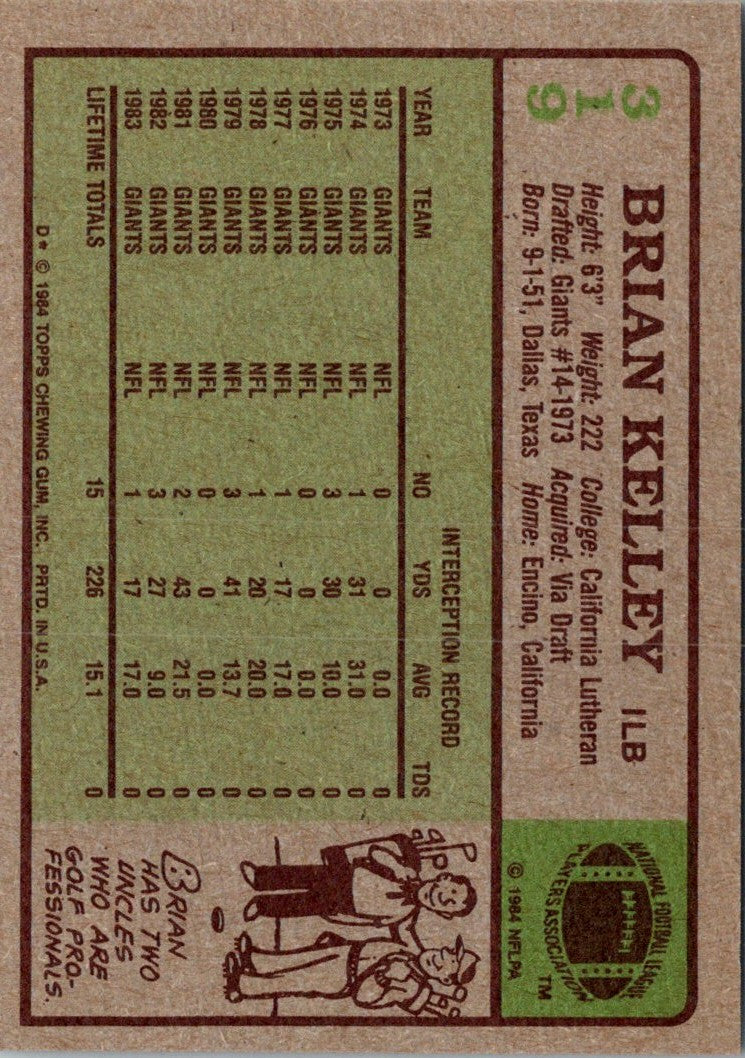 319
BRIAN KELLEY ILB
Height: 6'3" Weight: 222 College: California Lutheran
Drafted: Giants #14-1973 Acquired: Via Draft
Born: 9-1-51, Dallas, Texas Home: Encino, California
NATIONAL FOOTBALL LEAGUE
PLAYERS ASSOCIATION
TM
© 1984 NFLPA
INTERCEPTION RECORD
YEAR TEAM NO YDS AVG TDS
1973 GIANTS NFL 0 0 0.0 0
1974 GIANTS NFL 1 31 31.0 0
1975 GIANTS NFL 3 30 10.0 0
1976 GIANTS NFL 0 0 0.0 0
1977 GIANTS NFL 1 17 17.0 0
1978 GIANTS NFL 1 20 20.0 0
1979 GIANTS NFL 3 41 13.7 0
1980 GIANTS NFL 0 0 0.0 0
1981 GIANTS NFL 2 43 21.5 0
1982 GIANTS NFL 3 27 9.0 0
1983 GIANTS NFL 1 17 17.0 0
LIFETIME TOTALS 15 226 15.1 0
BRIAN
HAS TWO
UNCLES
WHO ARE
GOLF PRO-
FESSIONALS.
D* © 1984 TOPPS CHEWING GUM, INC. PRTD. IN U.S.A.